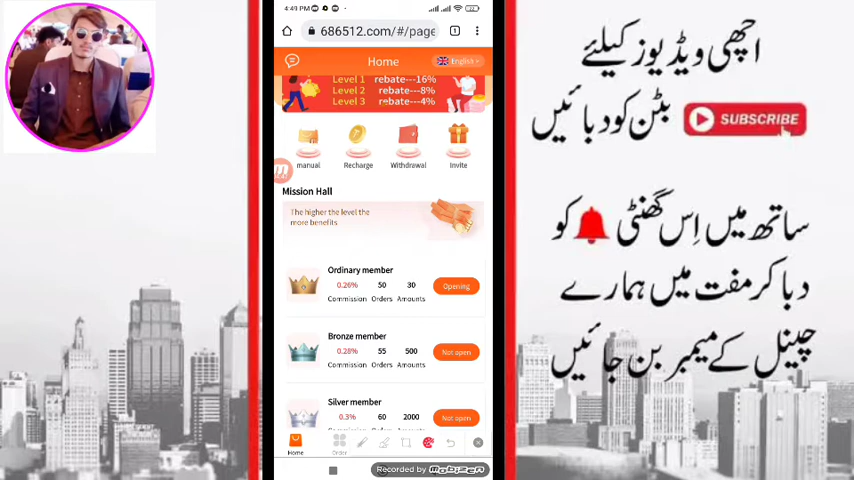 4:49 PM
686512.com/#/page
1
Home
English
Level 1 rebate---16%
Level 2 rebate---8%
Level 3 rebate---4%
manual Recharge Withdrawal Invite
Mission Hall
The higher the level the
more benefits
Ordinary member
0.26% 50 30 Opening
Commission Orders Amounts
Bronze member
0.28% 55 500 Not open
Commission Orders Amounts
Silver member
0.3% 60 2000 Not open
Home Order
Recorded by MOBIZEN
اچھی ویڈیوز کیلئے
بٹن کو دبائیں SUBSCRIBE
ساتھ میں اِس گھنٹی کو
دبا کر مفت میں ہمارے
چینل کے میمبر بن جائیں